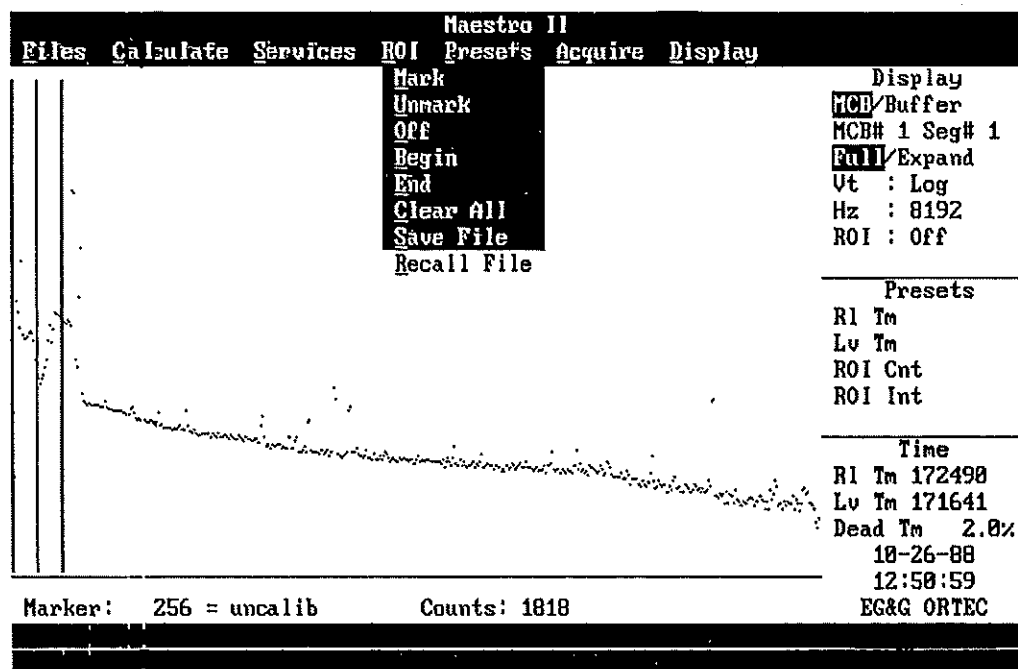 Maestro II
Files Calculate Services ROI Presets Acquire Display
Mark
Unmark
Off
Begin
End
Clear All
Save File
Recall File
Display
MCB/Buffer
MCB# 1 Seg# 1
Full/Expand
Vt : Log
Hz : 8192
ROI : Off
Presets
Rl Tm
Lv Tm
ROI Cnt
ROI Int
Time
Rl Tm 172490
Lv Tm 171641
Dead Tm 2.0%
10-26-88
12:50:59
EG&G ORTEC
Marker: 256 = uncalib Counts: 1818